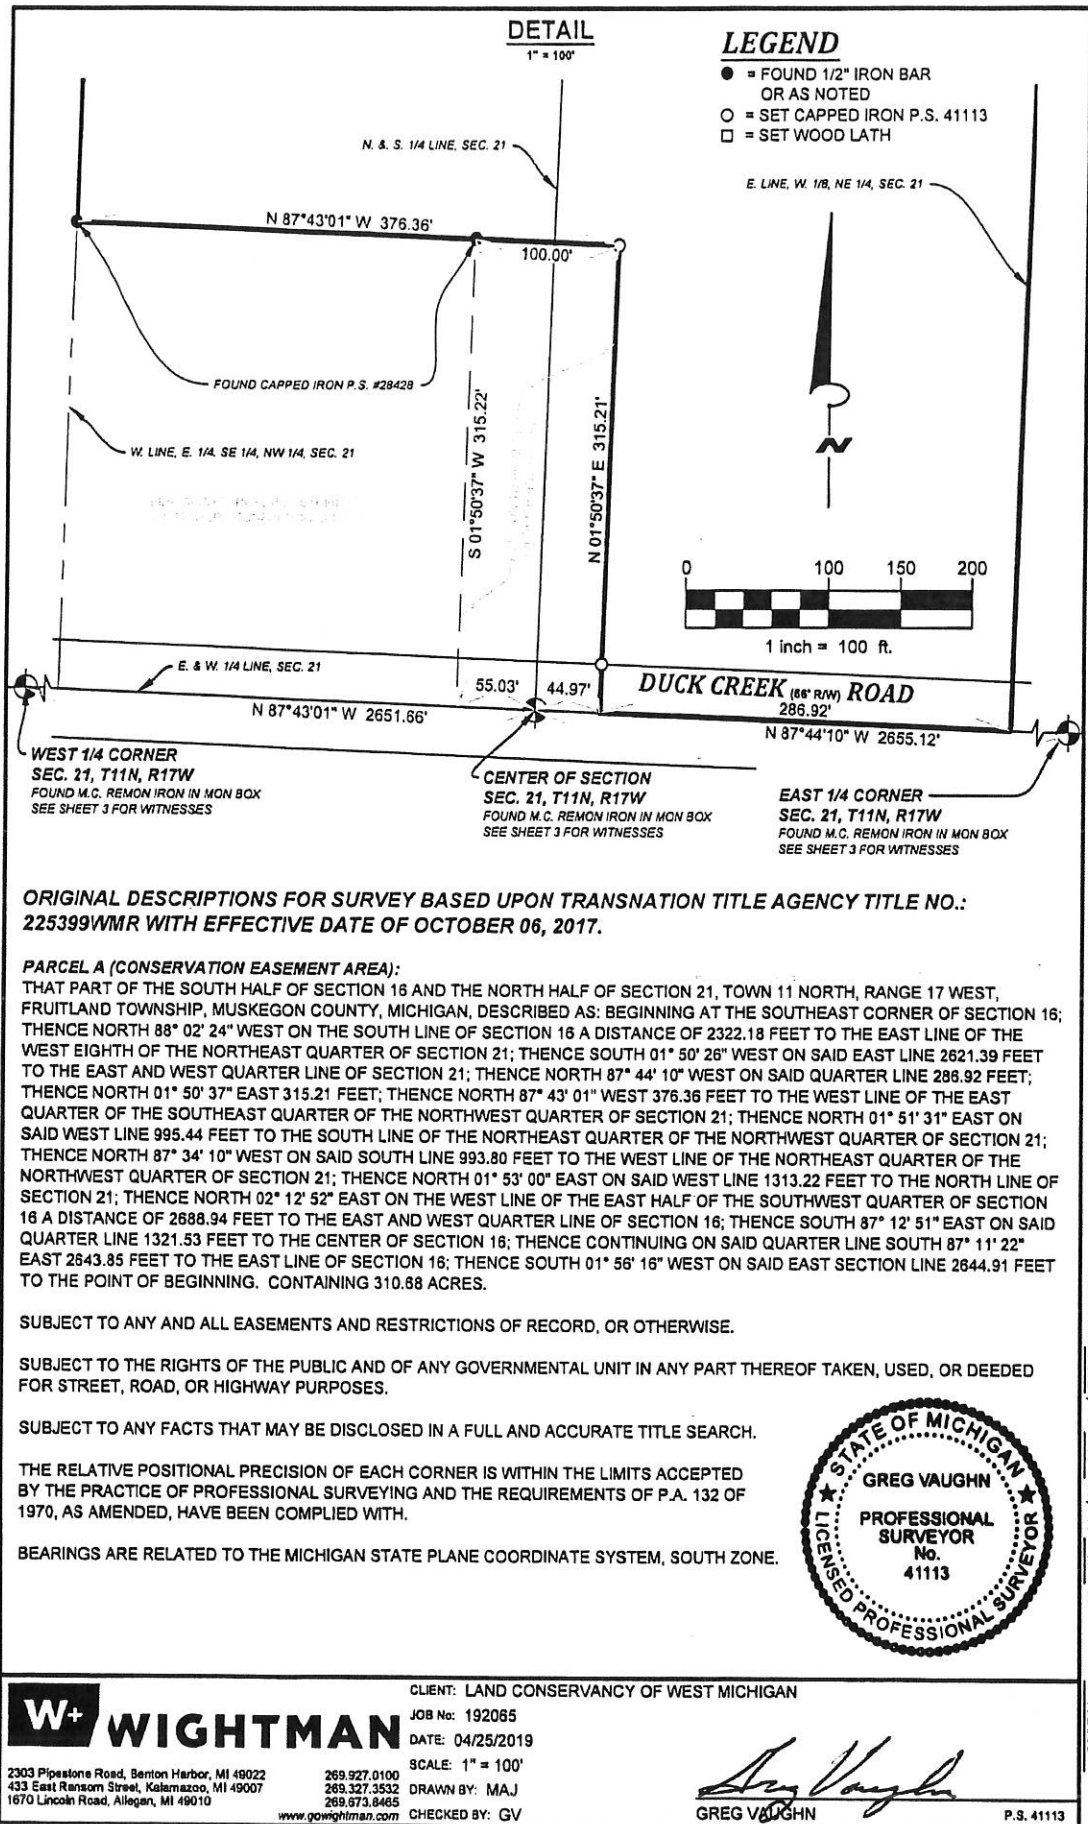 DETAIL
1" = 100'
LEGEND
● = FOUND 1/2" IRON BAR
OR AS NOTED
○ = SET CAPPED IRON P.S. 41113
□ = SET WOOD LATH
N. & S. 1/4 LINE, SEC. 21
E. LINE, W. 1/8, NE 1/4, SEC. 21
N 87°43'01" W 376.36'
100.00'
FOUND CAPPED IRON P.S. #28428
W. LINE, E. 1/4, SE 1/4, NW 1/4, SEC. 21
S 01°50'37" W 315.22'
N 01°50'37" E 315.21'
N
0 100 150 200
1 inch = 100 ft.
E. & W. 1/4 LINE, SEC. 21
55.03' 44.97'
DUCK CREEK (66' R/W) ROAD
286.92'
N 87°43'01" W 2651.66'
N 87°44'10" W 2655.12'
WEST 1/4 CORNER
SEC. 21, T11N, R17W
FOUND M.C. REMON IRON IN MON BOX
SEE SHEET 3 FOR WITNESSES
CENTER OF SECTION
SEC. 21, T11N, R17W
FOUND M.C. REMON IRON IN MON BOX
SEE SHEET 3 FOR WITNESSES
EAST 1/4 CORNER
SEC. 21, T11N, R17W
FOUND M.C. REMON IRON IN MON BOX
SEE SHEET 3 FOR WITNESSES
ORIGINAL DESCRIPTIONS FOR SURVEY BASED UPON TRANSNATION TITLE AGENCY TITLE NO.:
225399WMR WITH EFFECTIVE DATE OF OCTOBER 06, 2017.
PARCEL A (CONSERVATION EASEMENT AREA):
THAT PART OF THE SOUTH HALF OF SECTION 16 AND THE NORTH HALF OF SECTION 21, TOWN 11 NORTH, RANGE 17 WEST,
FRUITLAND TOWNSHIP, MUSKEGON COUNTY, MICHIGAN, DESCRIBED AS: BEGINNING AT THE SOUTHEAST CORNER OF SECTION 16;
THENCE NORTH 88° 02' 24" WEST ON THE SOUTH LINE OF SECTION 16 A DISTANCE OF 2322.18 FEET TO THE EAST LINE OF THE
WEST EIGHTH OF THE NORTHEAST QUARTER OF SECTION 21; THENCE SOUTH 01° 50' 26" WEST ON SAID EAST LINE 2621.39 FEET
TO THE EAST AND WEST QUARTER LINE OF SECTION 21; THENCE NORTH 87° 44' 10" WEST ON SAID QUARTER LINE 286.92 FEET;
THENCE NORTH 01° 50' 37" EAST 315.21 FEET; THENCE NORTH 87° 43' 01" WEST 376.36 FEET TO THE WEST LINE OF THE EAST
QUARTER OF THE SOUTHEAST QUARTER OF THE NORTHWEST QUARTER OF SECTION 21; THENCE NORTH 01° 51' 31" EAST ON
SAID WEST LINE 995.44 FEET TO THE SOUTH LINE OF THE NORTHEAST QUARTER OF THE NORTHWEST QUARTER OF SECTION 21;
THENCE NORTH 87° 34' 10" WEST ON SAID SOUTH LINE 993.80 FEET TO THE WEST LINE OF THE NORTHEAST QUARTER OF THE
NORTHWEST QUARTER OF SECTION 21; THENCE NORTH 01° 53' 00" EAST ON SAID WEST LINE 1313.22 FEET TO THE NORTH LINE OF
SECTION 21; THENCE NORTH 02° 12' 52" EAST ON THE WEST LINE OF THE EAST HALF OF THE SOUTHWEST QUARTER OF SECTION
16 A DISTANCE OF 2688.94 FEET TO THE EAST AND WEST QUARTER LINE OF SECTION 16; THENCE SOUTH 87° 12' 51" EAST ON SAID
QUARTER LINE 1321.53 FEET TO THE CENTER OF SECTION 16; THENCE CONTINUING ON SAID QUARTER LINE SOUTH 87° 11' 22"
EAST 2643.85 FEET TO THE EAST LINE OF SECTION 16; THENCE SOUTH 01° 56' 16" WEST ON SAID EAST SECTION LINE 2644.91 FEET
TO THE POINT OF BEGINNING. CONTAINING 310.68 ACRES.
SUBJECT TO ANY AND ALL EASEMENTS AND RESTRICTIONS OF RECORD, OR OTHERWISE.
SUBJECT TO THE RIGHTS OF THE PUBLIC AND OF ANY GOVERNMENTAL UNIT IN ANY PART THEREOF TAKEN, USED, OR DEEDED
FOR STREET, ROAD, OR HIGHWAY PURPOSES.
SUBJECT TO ANY FACTS THAT MAY BE DISCLOSED IN A FULL AND ACCURATE TITLE SEARCH.
THE RELATIVE POSITIONAL PRECISION OF EACH CORNER IS WITHIN THE LIMITS ACCEPTED
BY THE PRACTICE OF PROFESSIONAL SURVEYING AND THE REQUIREMENTS OF P.A. 132 OF
1970, AS AMENDED, HAVE BEEN COMPLIED WITH.
BEARINGS ARE RELATED TO THE MICHIGAN STATE PLANE COORDINATE SYSTEM, SOUTH ZONE.
STATE OF MICHIGAN
GREG VAUGHN
PROFESSIONAL
SURVEYOR
No.
41113
LICENSED PROFESSIONAL SURVEYOR
W+ WIGHTMAN
2303 Pipestone Road, Benton Harbor, MI 49022 269.927.0100
433 East Ransom Street, Kalamazoo, MI 49007 269.327.3532
1670 Lincoln Road, Allegan, MI 49010 269.673.8465
www.gowightman.com
CLIENT: LAND CONSERVANCY OF WEST MICHIGAN
JOB No: 192065
DATE: 04/25/2019
SCALE: 1" = 100'
DRAWN BY: MAJ
CHECKED BY: GV
Greg Vaughn
GREG VAUGHN P.S. 41113